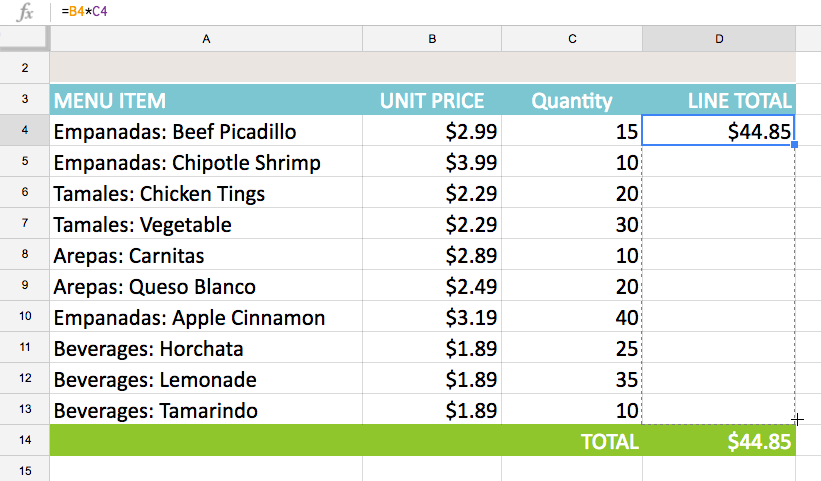 fx =B4*C4
A B C D
2
3 MENU ITEM UNIT PRICE Quantity LINE TOTAL
4 Empanadas: Beef Picadillo $2.99 15 $44.85
5 Empanadas: Chipotle Shrimp $3.99 10
6 Tamales: Chicken Tings $2.29 20
7 Tamales: Vegetable $2.29 30
8 Arepas: Carnitas $2.89 10
9 Arepas: Queso Blanco $2.49 20
10 Empanadas: Apple Cinnamon $3.19 40
11 Beverages: Horchata $1.89 25
12 Beverages: Lemonade $1.89 35
13 Beverages: Tamarindo $1.89 10
14 TOTAL $44.85
15